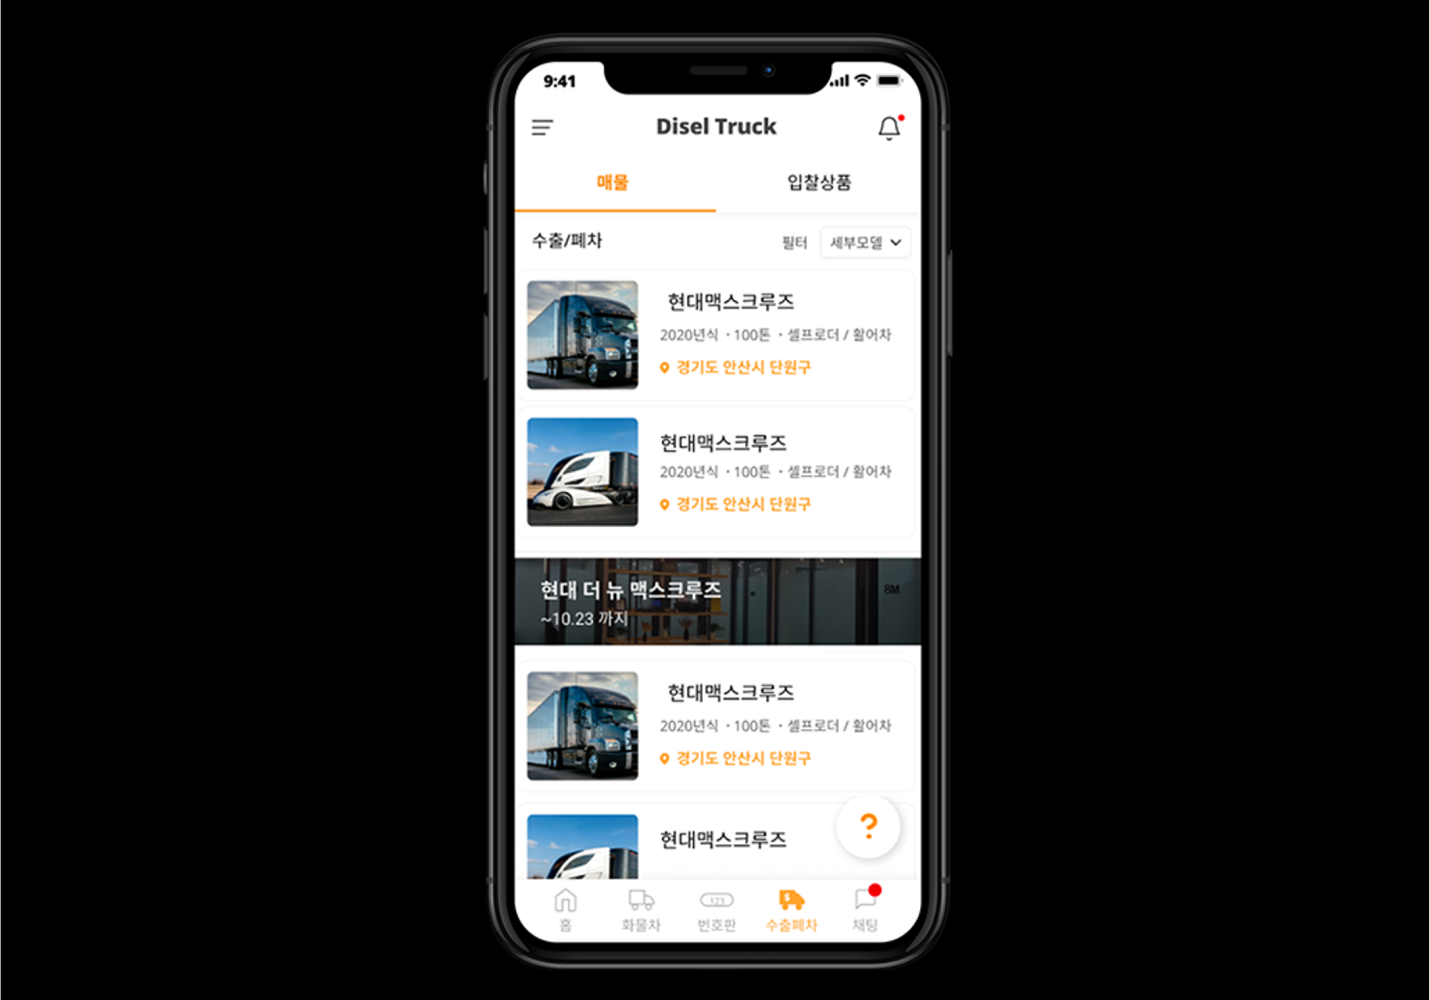 9:41
Disel Truck
매물
입찰상품
수출/폐차
필터
세부모델
현대맥스크루즈
2020년식 ・100톤 ・셀프로더 / 활어차
경기도 안산시 단원구
현대맥스크루즈
2020년식 ・100톤 ・셀프로더 / 활어차
경기도 안산시 단원구
현대 더 뉴 맥스크루즈
~10.23 까지
8M
현대맥스크루즈
2020년식 ・100톤 ・셀프로더 / 활어차
경기도 안산시 단원구
현대맥스크루즈
?
홈
화물차
123
번호판
$
수출폐차
채팅